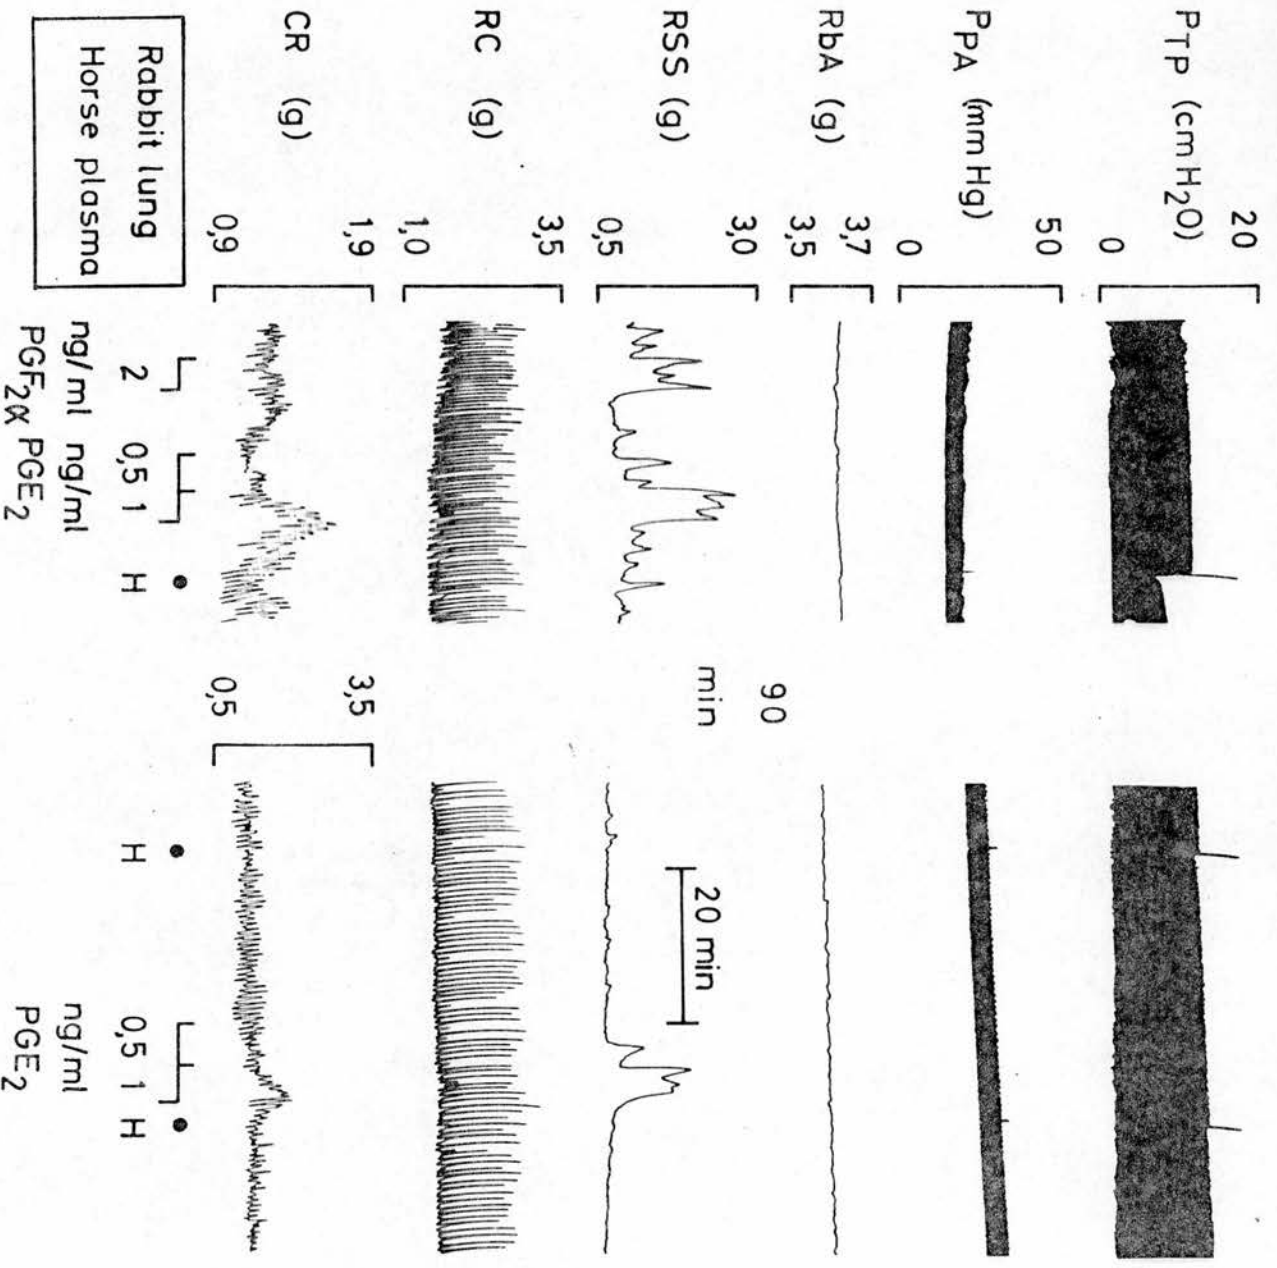 PTP (cm H2O)
20
0
PPA (mm Hg)
50
0
RbA (g)
3,7
3,5
RSS (g)
3,0
0,5
RC (g)
3,5
1,0
CR (g)
1,9
0,9
Rabbit lung
Horse plasma
2
0,5
1
H
ng/ml ng/ml
PGF2α PGE2
90
min
20 min
3,5
0,5
H
0,5
1
H
ng/ml
PGE2